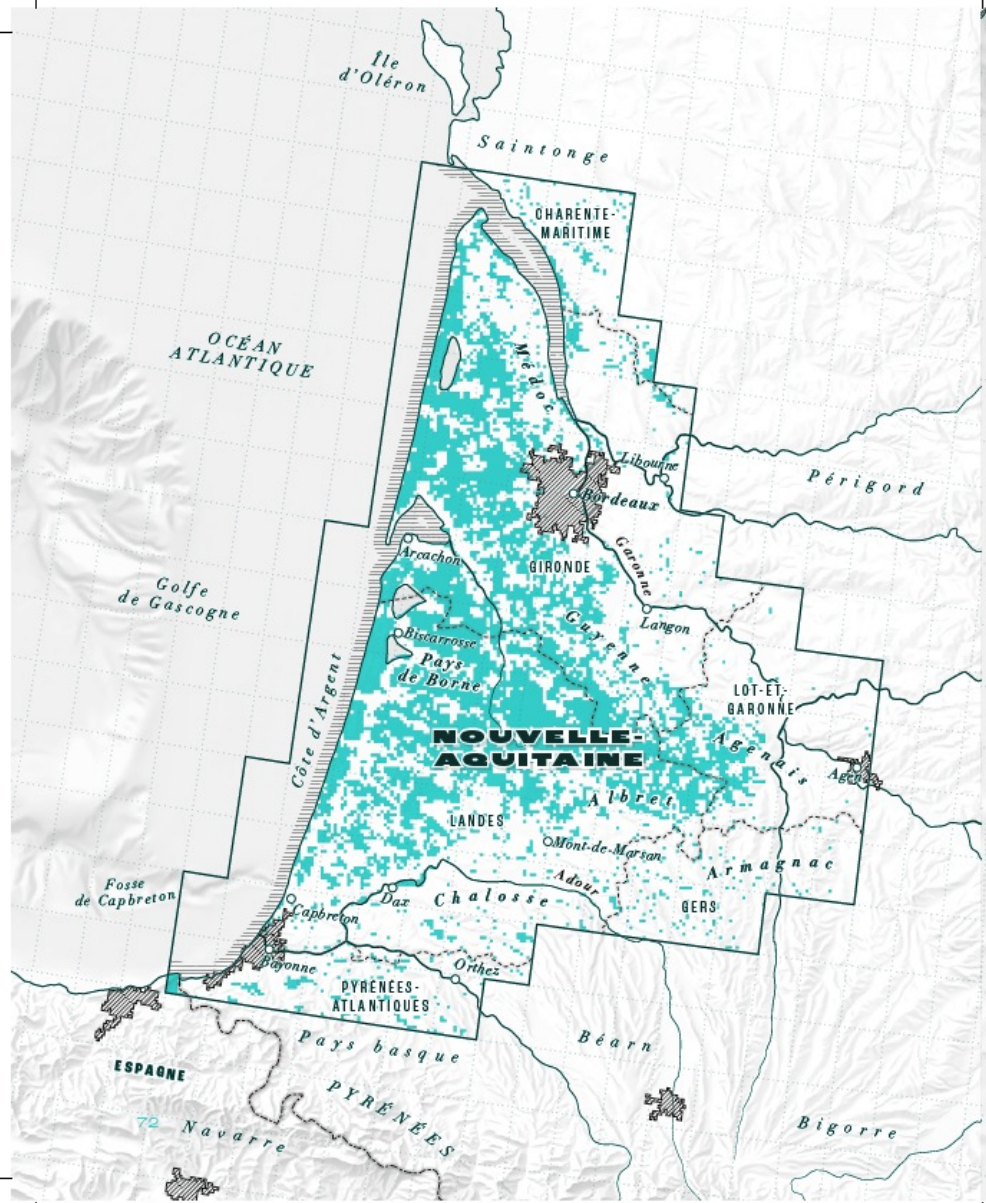 Île
d'Oléron
Saintonge
CHARENTE-
MARITIME
OCÉAN
ATLANTIQUE
Médoc
Libourne
Bordeaux
Périgord
Arcachon
GIRONDE
Garonne
Golfe
de Gascogne
Guyenne
Langon
Biscarrosse
Pays
de Borne
Côte d'Argent
LOT-ET-
GARONNE
NOUVELLE-
AQUITAINE
Agenais
Agen
Albret
LANDES
Mont-de-Marsan
Armagnac
Fosse
de Capbreton
Adour
Dax
Chalosse
GERS
Capbreton
Bayonne
Orthez
PYRÉNÉES-
ATLANTIQUES
Pays basque
Béarn
ESPAGNE
PYRÉNÉES
72
Navarre
Bigorre